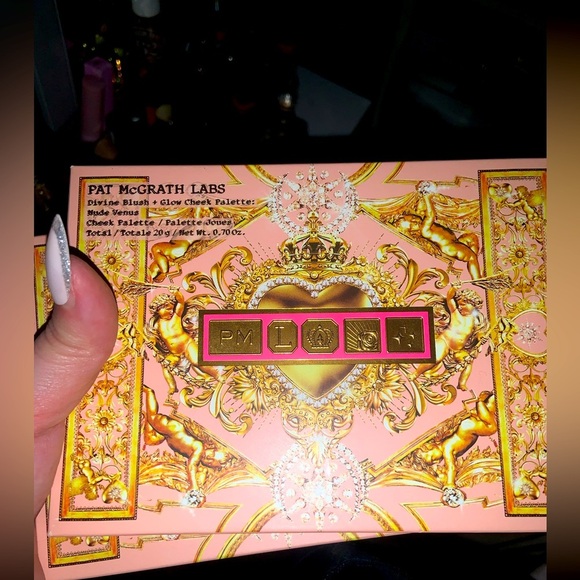 PAT McGRATH LABS
Divine Blush + Glow Cheek Palette:
Nude Venus
Cheek Palette / Palette Joues
Total / Totale 20 g / Net Wt. 0.70 Oz.
PM L